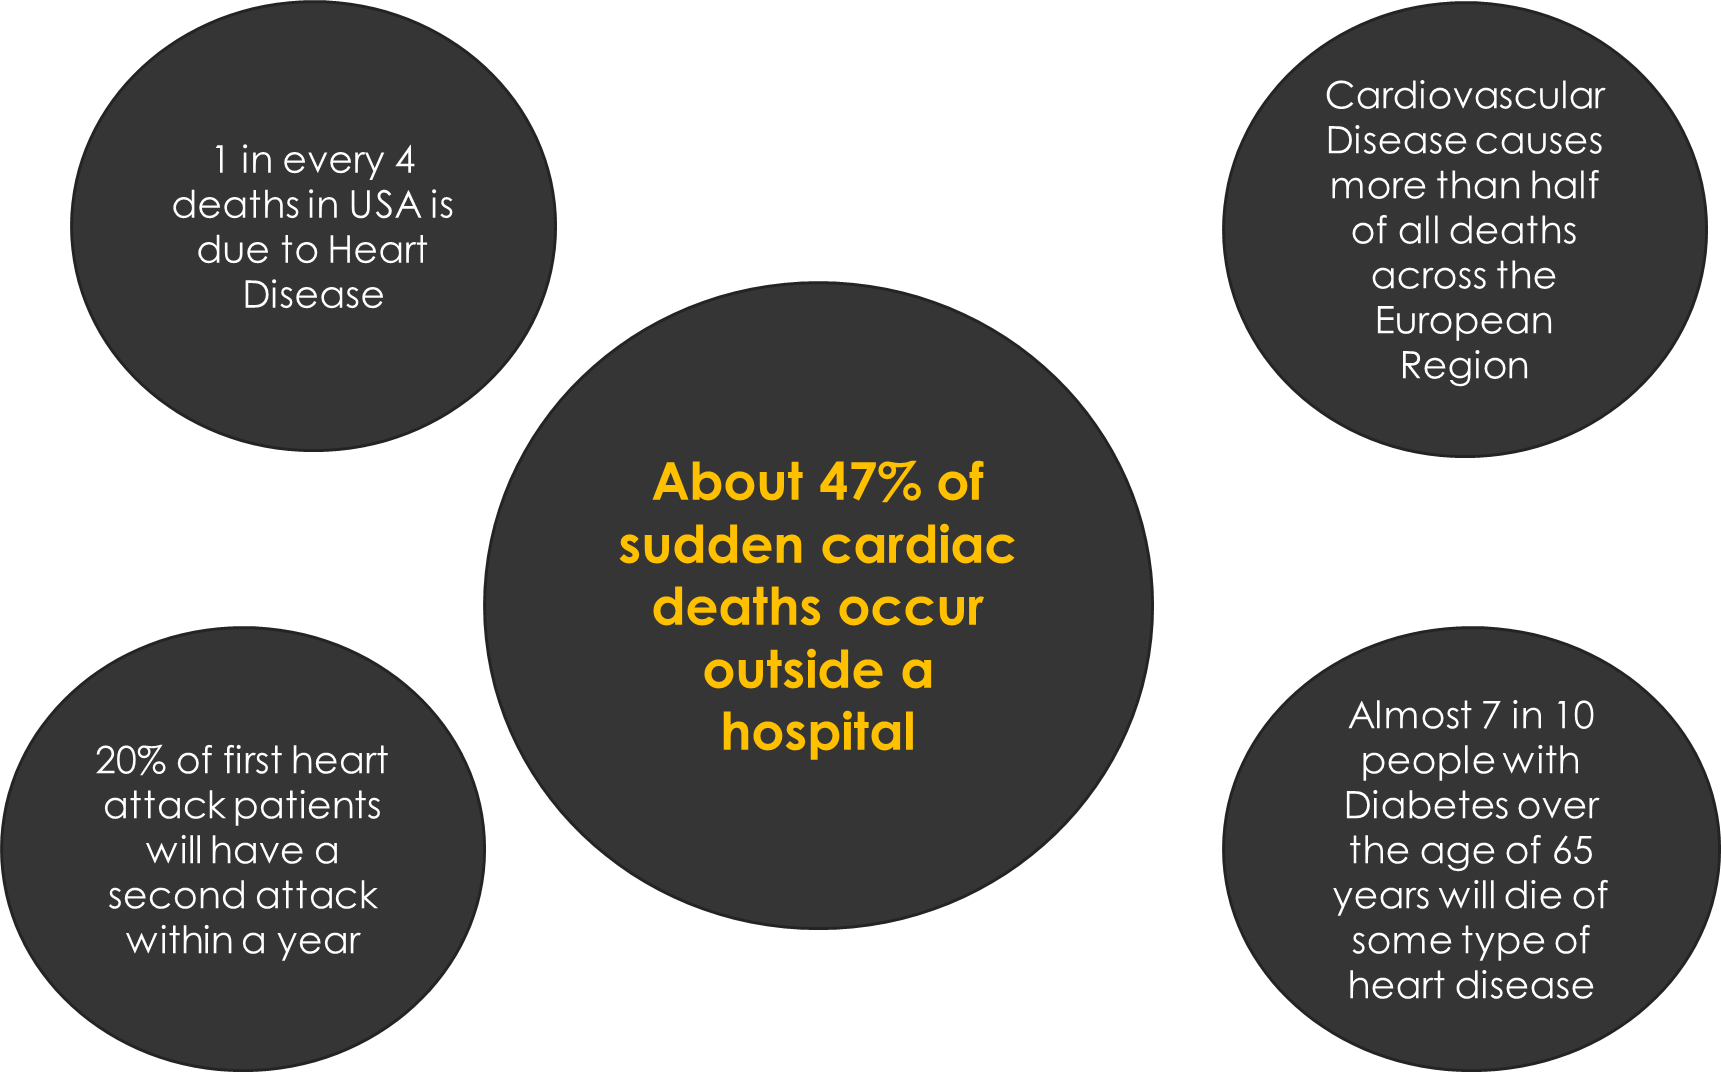 1 in every 4
deaths in USA is
due to Heart
Disease
Cardiovascular
Disease causes
more than half
of all deaths
across the
European
Region
About 47% of
sudden cardiac
deaths occur
outside a
hospital
20% of first heart
attack patients
will have a
second attack
within a year
Almost 7 in 10
people with
Diabetes over
the age of 65
years will die of
some type of
heart disease